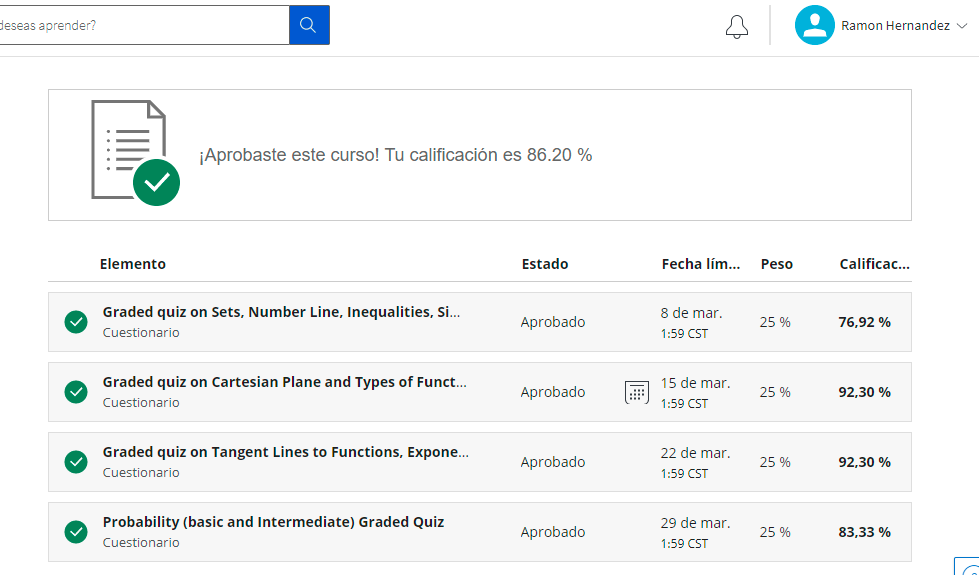 deseas aprender?
Ramon Hernandez
¡Aprobaste este curso! Tu calificación es 86.20 %
Elemento Estado Fecha lím... Peso Calificac...
Graded quiz on Sets, Number Line, Inequalities, Si...
Cuestionario
Aprobado
8 de mar.
1:59 CST
25 %
76,92 %
Graded quiz on Cartesian Plane and Types of Funct...
Cuestionario
Aprobado
15 de mar.
1:59 CST
25 %
92,30 %
Graded quiz on Tangent Lines to Functions, Expone...
Cuestionario
Aprobado
22 de mar.
1:59 CST
25 %
92,30 %
Probability (basic and Intermediate) Graded Quiz
Cuestionario
Aprobado
29 de mar.
1:59 CST
25 %
83,33 %